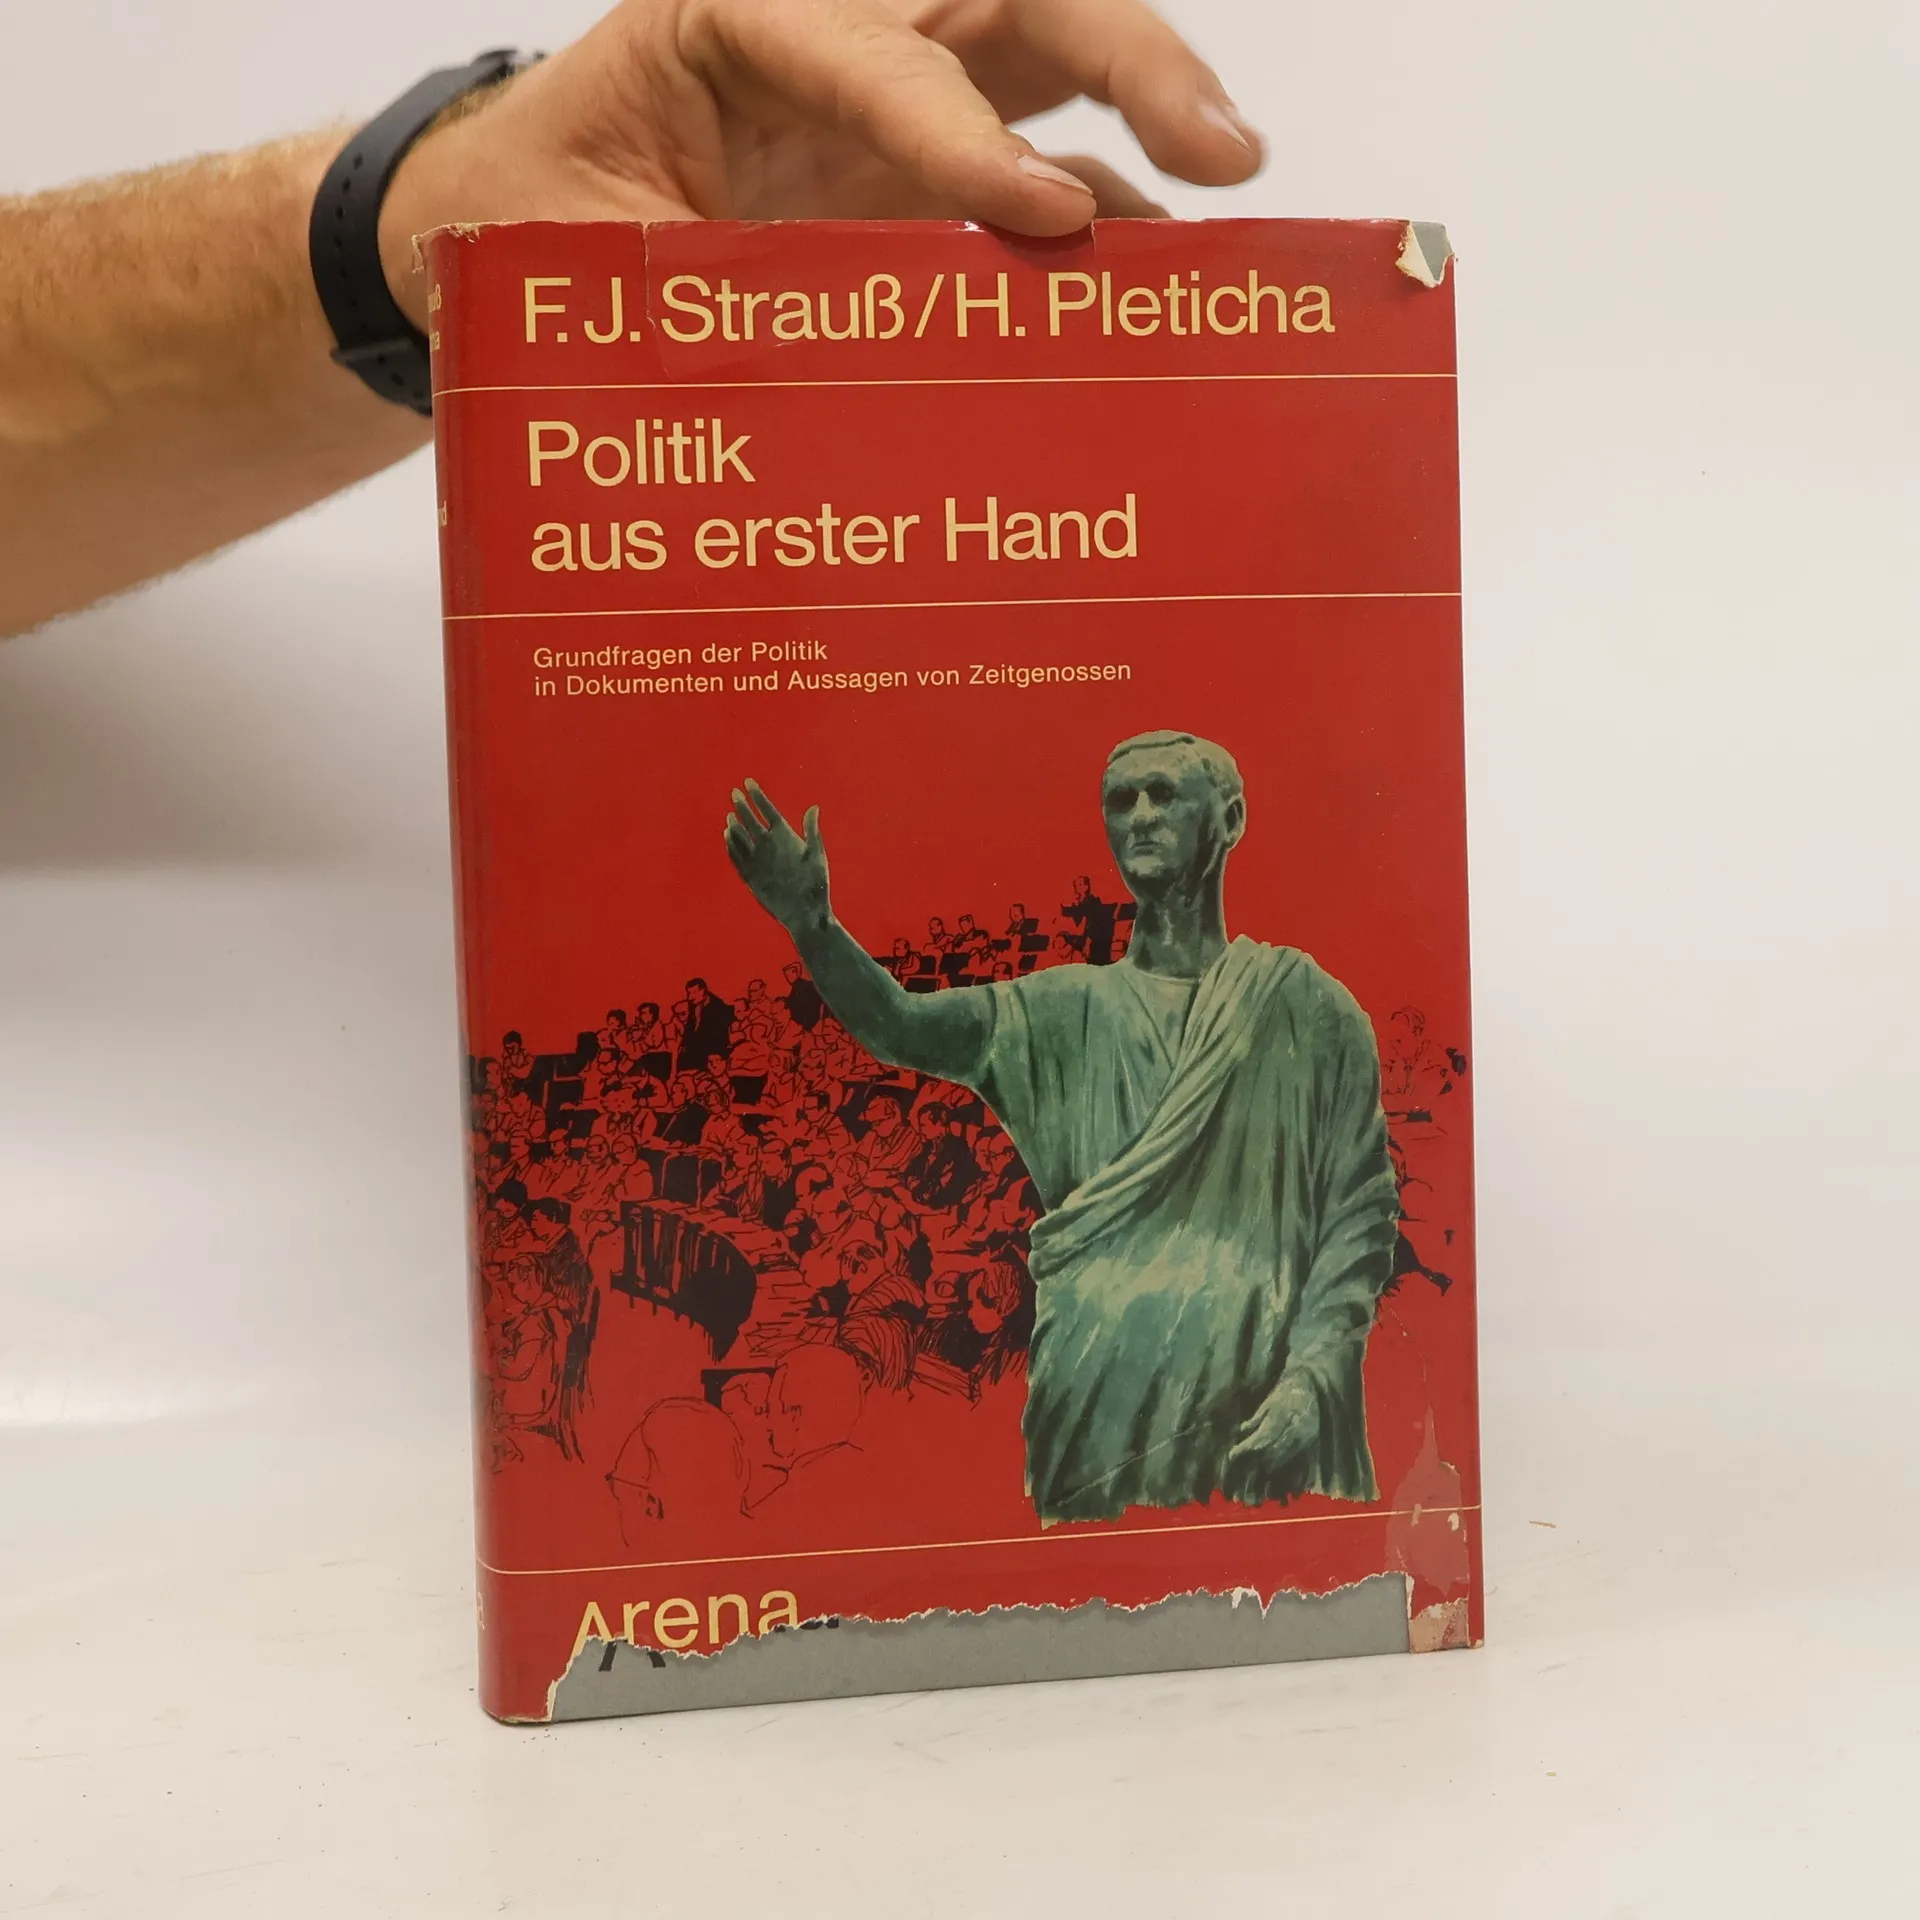 F. J. Strauß / H. Pleticha
Politik
aus erster Hand
Grundfragen der Politik
in Dokumenten und Aussagen von Zeitgenossen
Arena